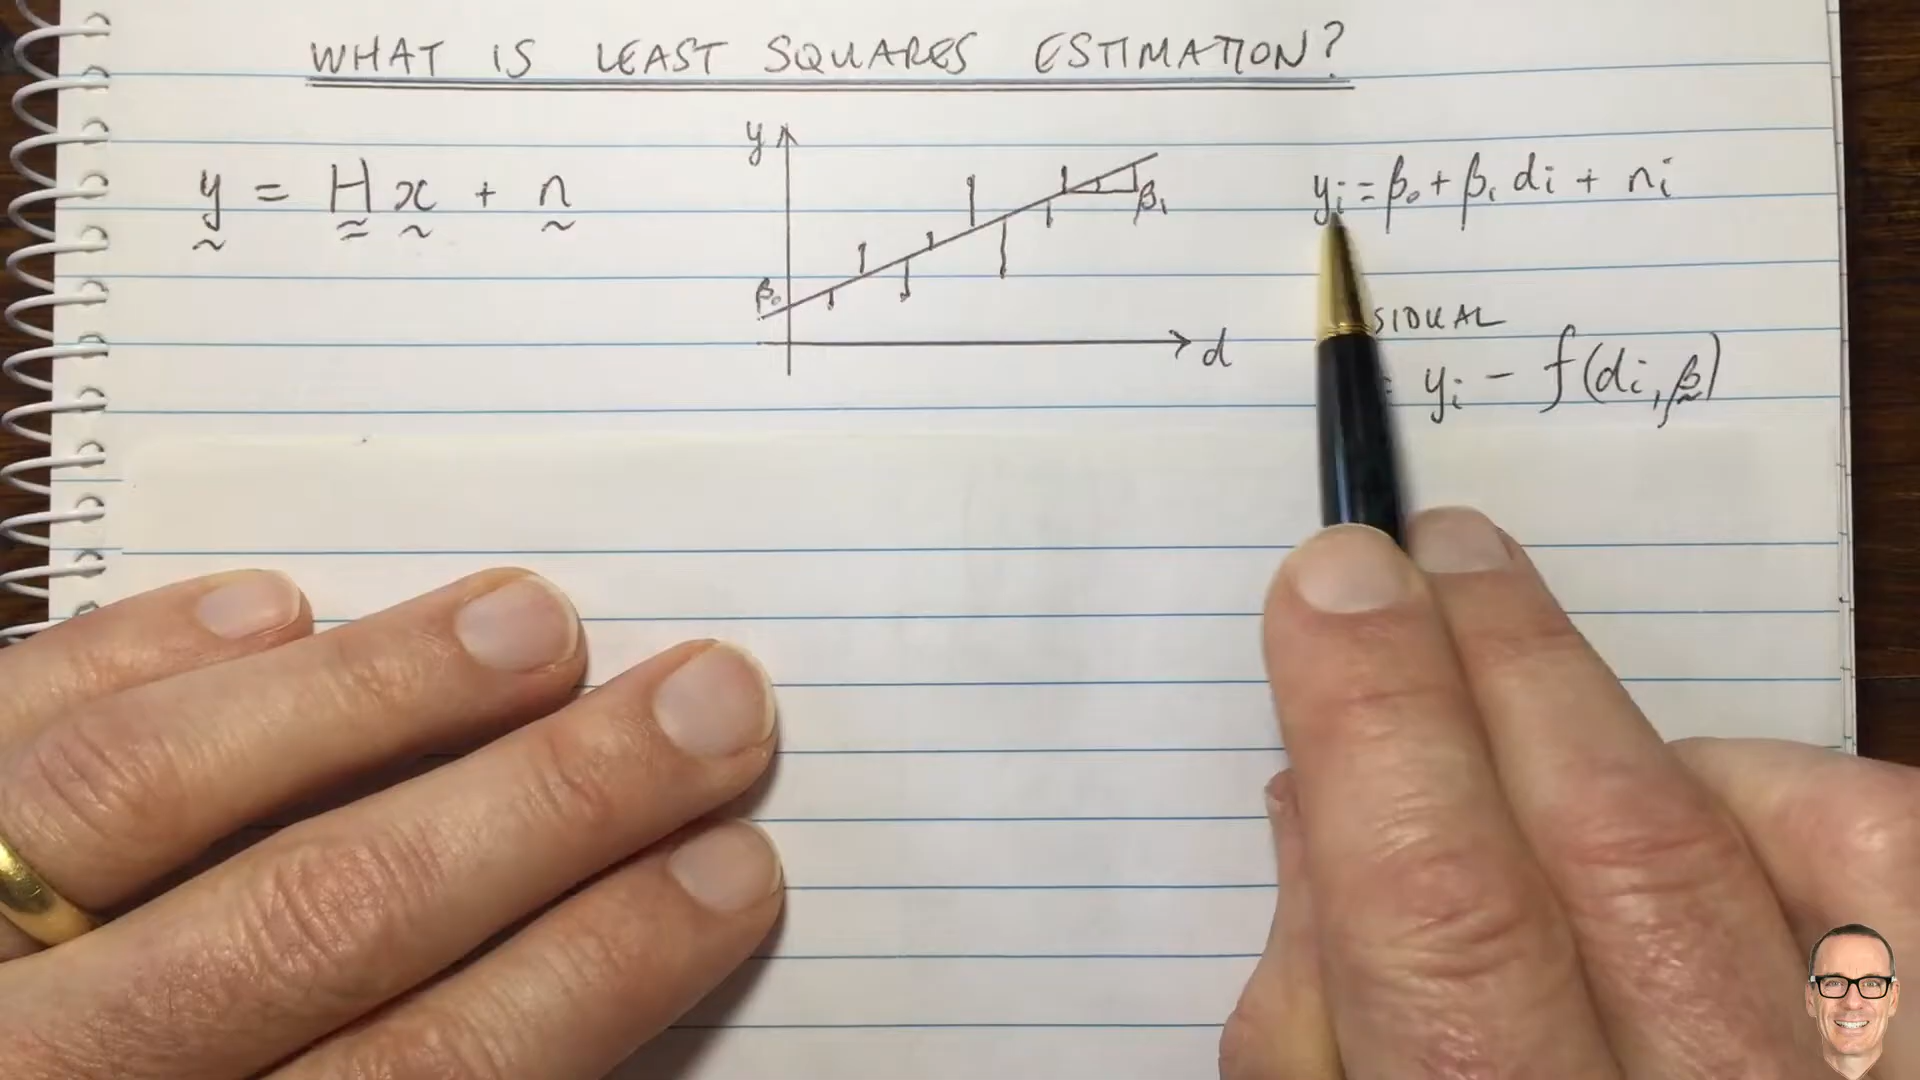 WHAT IS LEAST SQUARES ESTIMATION?
y = H x + n
y
β₁
β₀
d
yᵢ = β₀ + β₁ dᵢ + nᵢ
SIDUAL
= yᵢ - f(dᵢ, β)